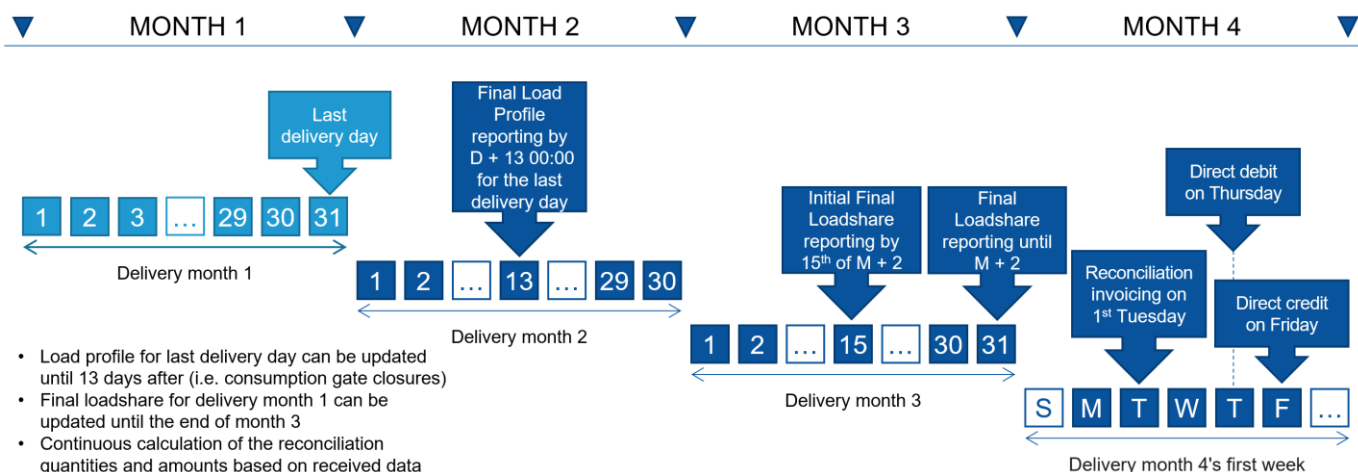 MONTH 1
MONTH 2
MONTH 3
MONTH 4
Last
delivery day
1 2 3 ... 29 30 31
Delivery month 1
Final Load
Profile
reporting by
D + 13 00:00
for the last
delivery day
1 2 ... 13 ... 29 30
Delivery month 2
Initial Final
Loadshare
reporting by
15th of M + 2
Final
Loadshare
reporting until
M + 2
1 2 ... 15 ... 30 31
Delivery month 3
Direct debit
on Thursday
Reconciliation
invoicing on
1st Tuesday
Direct credit
on Friday
S M T W T F ...
Delivery month 4's first week
• Load profile for last delivery day can be updated
until 13 days after (i.e. consumption gate closures)
• Final loadshare for delivery month 1 can be
updated until the end of month 3
• Continuous calculation of the reconciliation
quantities and amounts based on received data